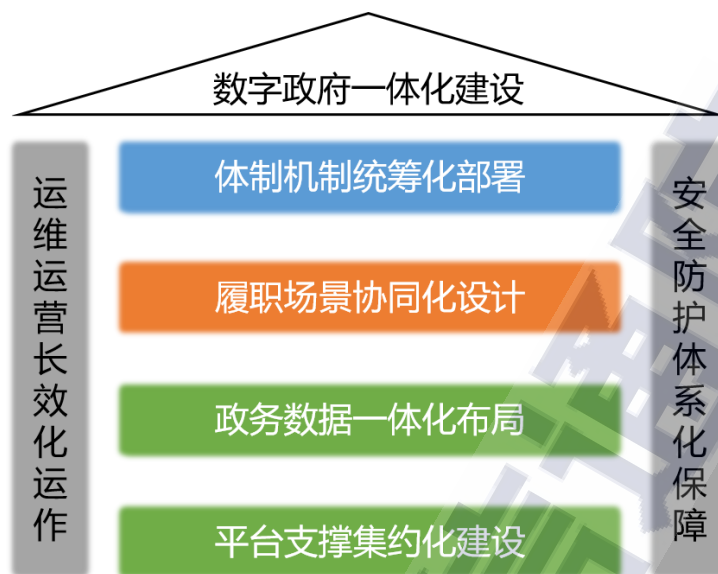 数字政府一体化建设
运维运营长效化运作
体制机制统筹化部署
履职场景协同化设计
政务数据一体化布局
平台支撑集约化建设
安全防护体系化保障